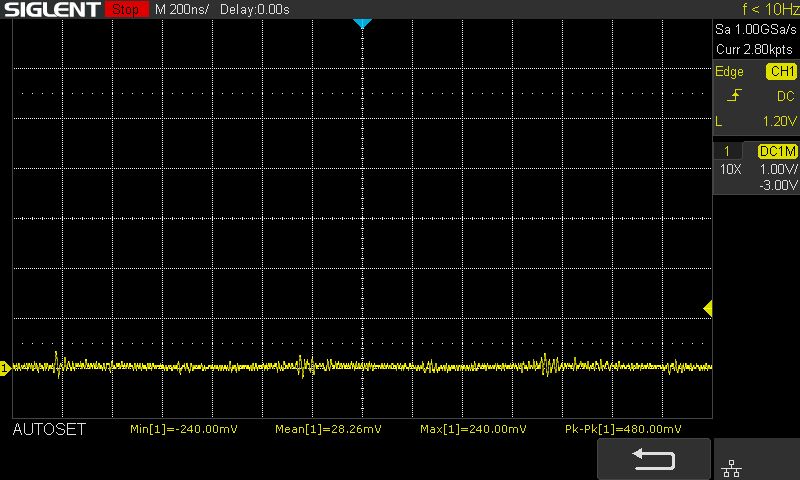 SIGLENT Stop M 200ns/ Delay:0.00s f < 10Hz
Sa 1.00GSa/s
Curr 2.80kpts
Edge CH1
DC
L 1.20V
1 DC1M
10X 1.00V/
-3.00V
1
AUTOSET Min[1]=-240.00mV Mean[1]=28.26mV Max[1]=240.00mV Pk-Pk[1]=480.00mV